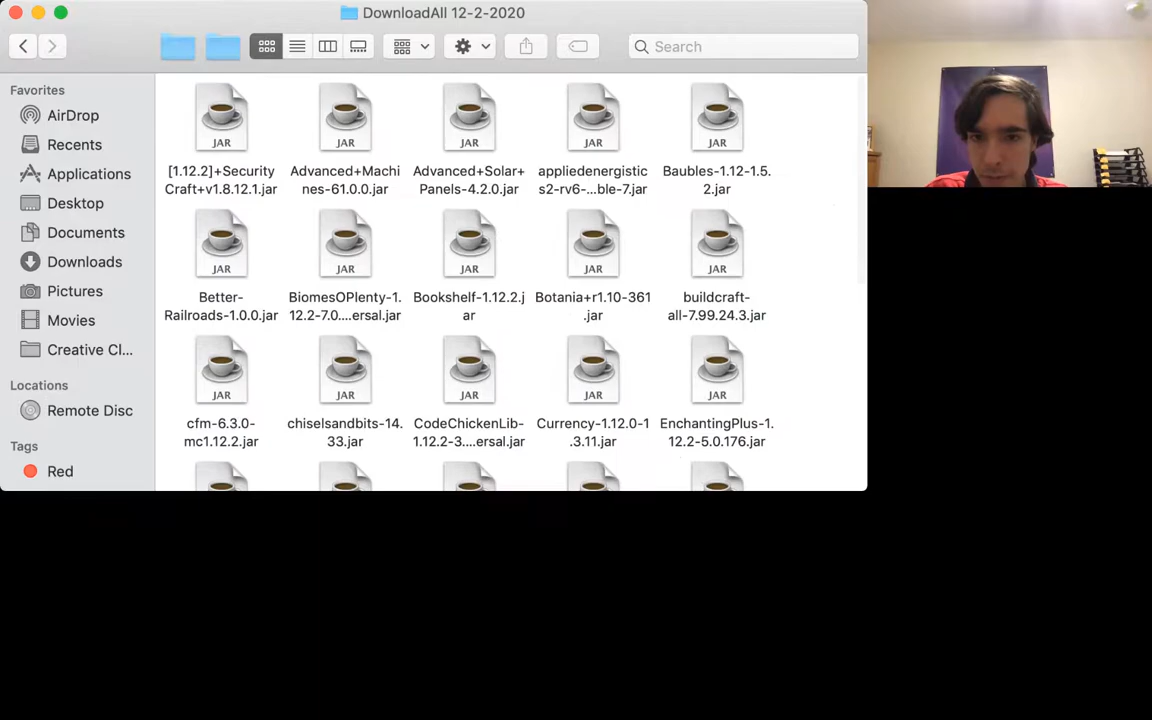 DownloadAll 12-2-2020
Search
Favorites
AirDrop
Recents
Applications
Desktop
Documents
Downloads
Pictures
Movies
Creative Cl...
Locations
Remote Disc
Tags
Red
JAR JAR JAR JAR JAR
[1.12.2]+Security Advanced+Machi Advanced+Solar+ appliedenergistic Baubles-1.12-1.5.
Craft+v1.8.12.1.jar nes-61.0.0.jar Panels-4.2.0.jar s2-rv6-...ble-7.jar 2.jar
JAR JAR JAR JAR JAR
Better- BiomesOPlenty-1. Bookshelf-1.12.2.j Botania+r1.10-361 buildcraft-
Railroads-1.0.0.jar 12.2-7.0....ersal.jar ar .jar all-7.99.24.3.jar
JAR JAR JAR JAR JAR
cfm-6.3.0- chiselsandbits-14. CodeChickenLib- Currency-1.12.0-1 EnchantingPlus-1.
mc1.12.2.jar 33.jar 1.12.2-3....ersal.jar .3.11.jar 12.2-5.0.176.jar